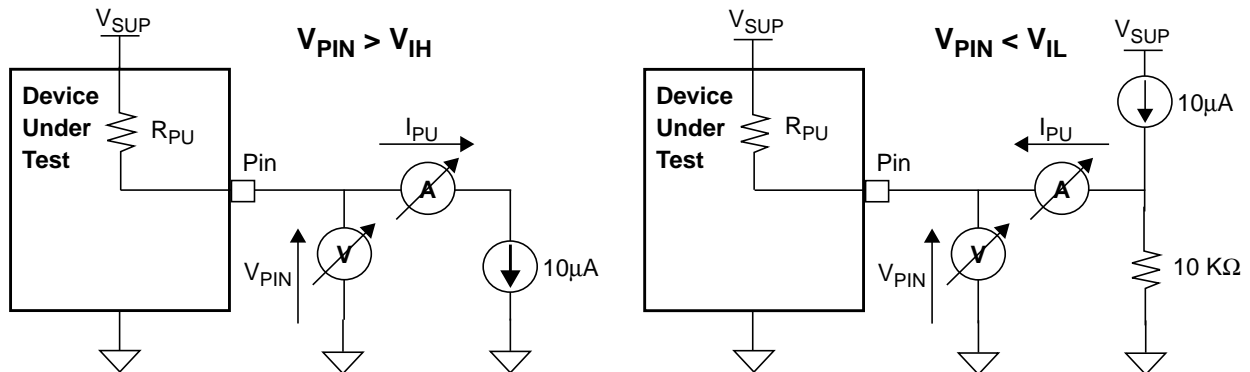 V_SUP
V_PIN > V_IH
Device
Under
Test
R_PU
I_PU
Pin
A
V
V_PIN
10µA
V_SUP
V_PIN < V_IL
V_SUP
Device
Under
Test
R_PU
I_PU
10µA
Pin
A
V
V_PIN
10 KΩ